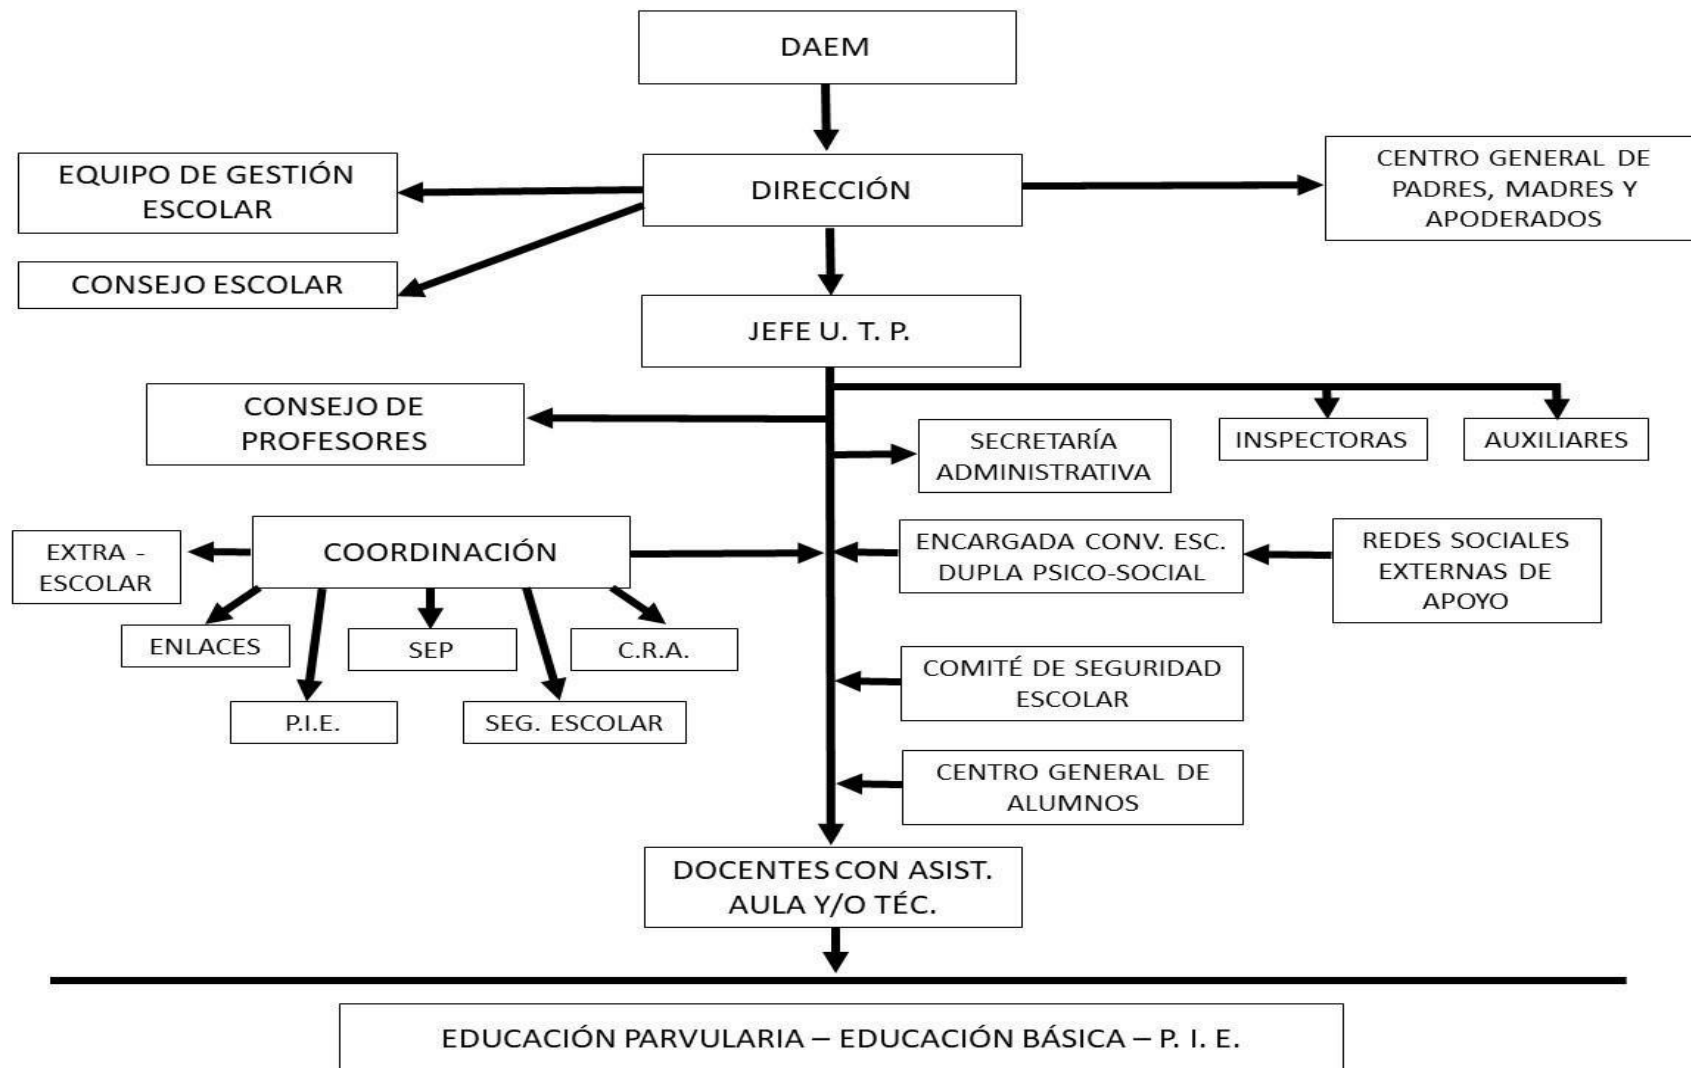 DAEM
EQUIPO DE GESTIÓN
ESCOLAR
DIRECCIÓN
CENTRO GENERAL DE
PADRES, MADRES Y
APODERADOS
CONSEJO ESCOLAR
JEFE U. T. P.
CONSEJO DE
PROFESORES
SECRETARÍA
ADMINISTRATIVA
INSPECTORAS
AUXILIARES
EXTRA -
ESCOLAR
COORDINACIÓN
ENCARGADA CONV. ESC.
DUPLA PSICO-SOCIAL
REDES SOCIALES
EXTERNAS DE
APOYO
ENLACES
SEP
C.R.A.
P.I.E.
SEG. ESCOLAR
COMITÉ DE SEGURIDAD
ESCOLAR
CENTRO GENERAL DE
ALUMNOS
DOCENTES CON ASIST.
AULA Y/O TÉC.
EDUCACIÓN PARVULARIA – EDUCACIÓN BÁSICA – P. I. E.